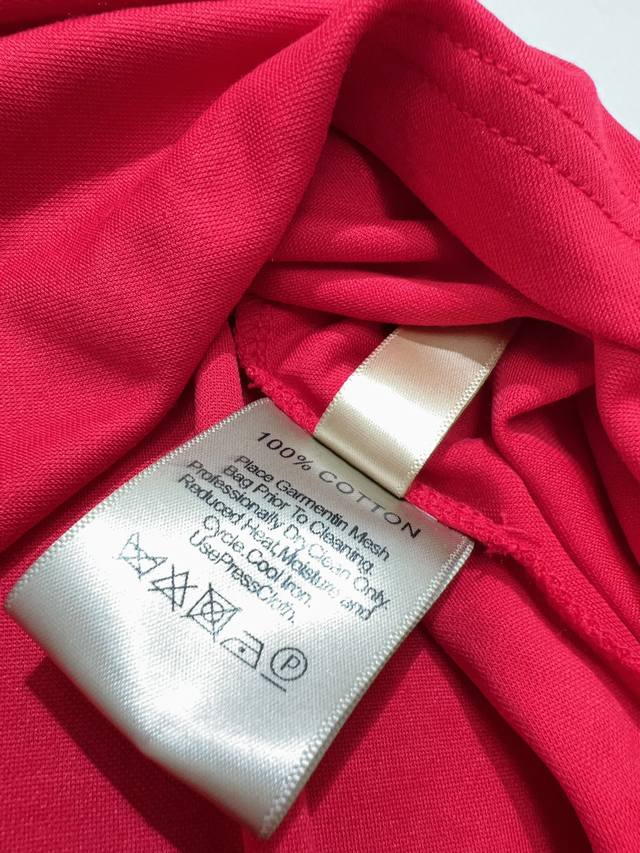 100% COTTON
Place Garmentin Mesh
Bag Prior To Cleaning.
Professionally Dry Clean Only.
Reduced Heat,Moisture and
Cycle.Cool Iron.
UsePressCloth.
P